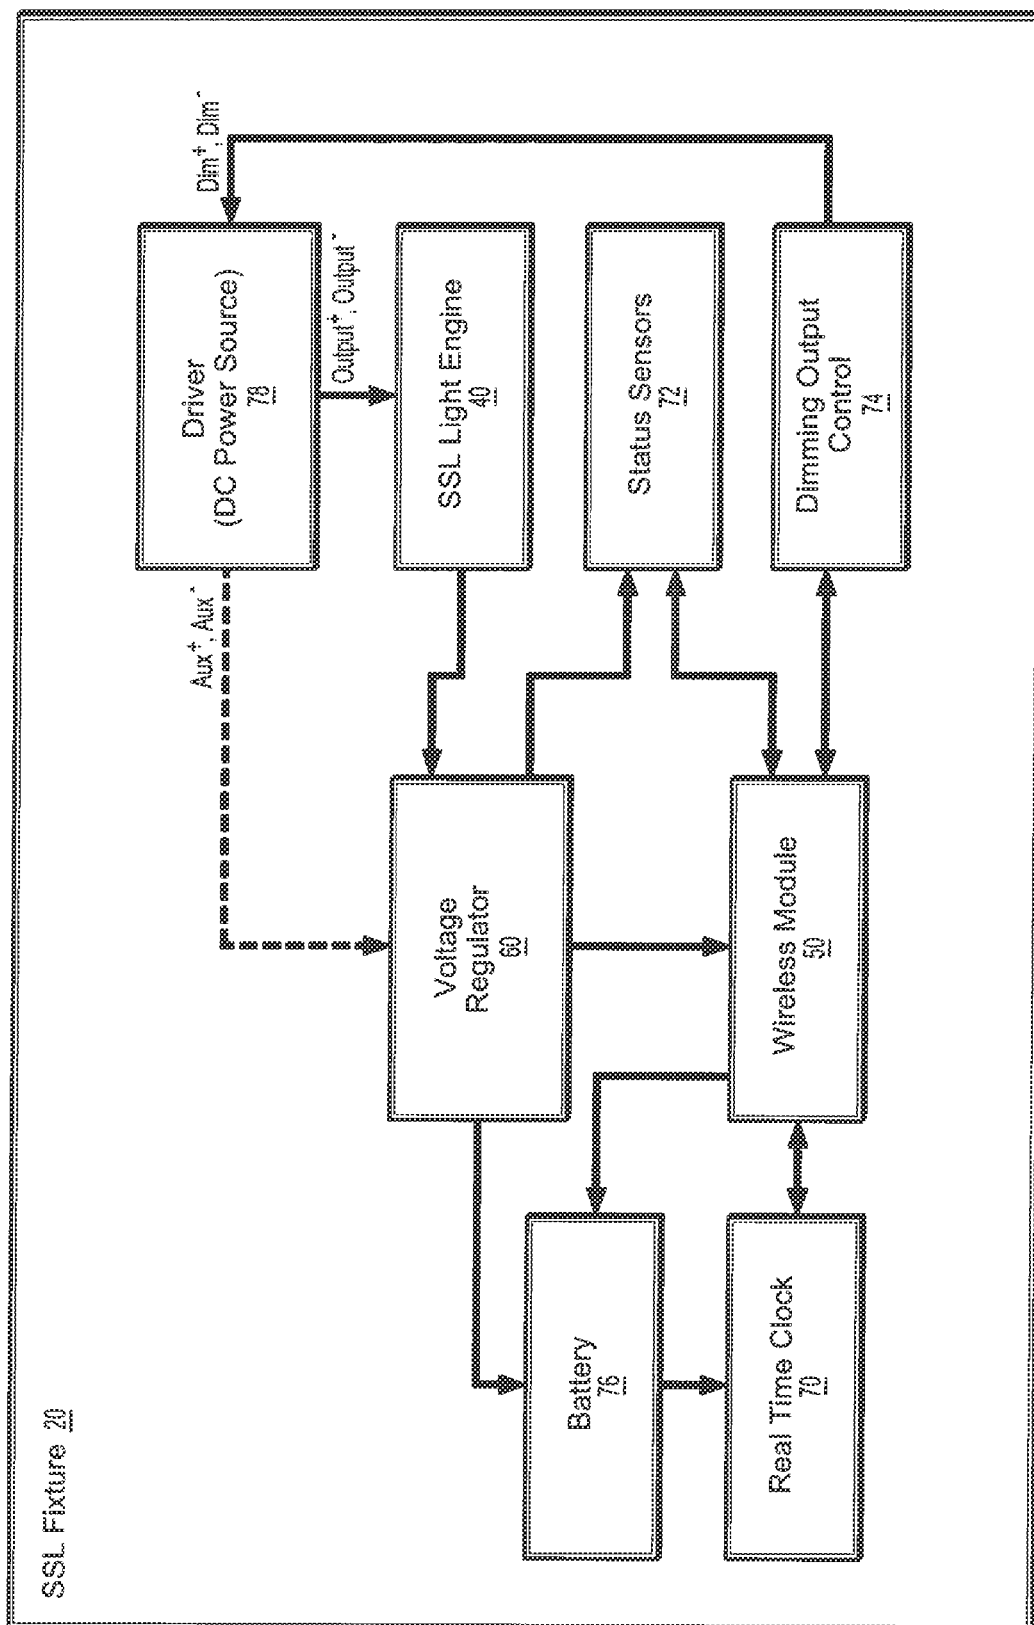 SSL Fixture 20
Driver
(DC Power Source)
78
Dim+, Dim-
Aux+, Aux-
Output+, Output-
SSL Light Engine
40
Voltage
Regulator
60
Status Sensors
72
Battery
76
Wireless Module
50
Dimming Output
Control
74
Real Time Clock
70